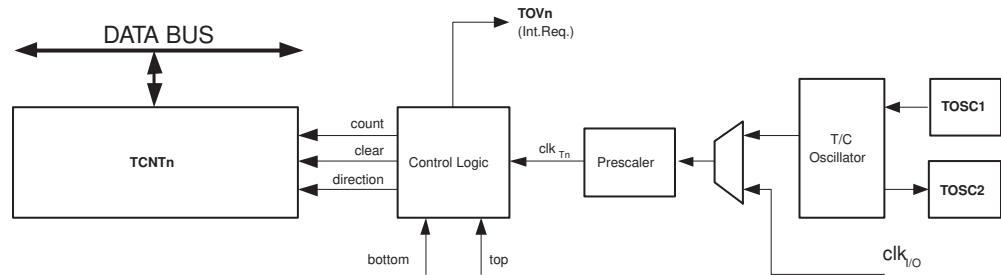 TOVn
(Int.Req.)
DATA BUS
TOSC1
count
T/C
Oscillator
TCNTn
clear
Control Logic
clk Tn
Prescaler
direction
TOSC2
bottom
top
clk I/O